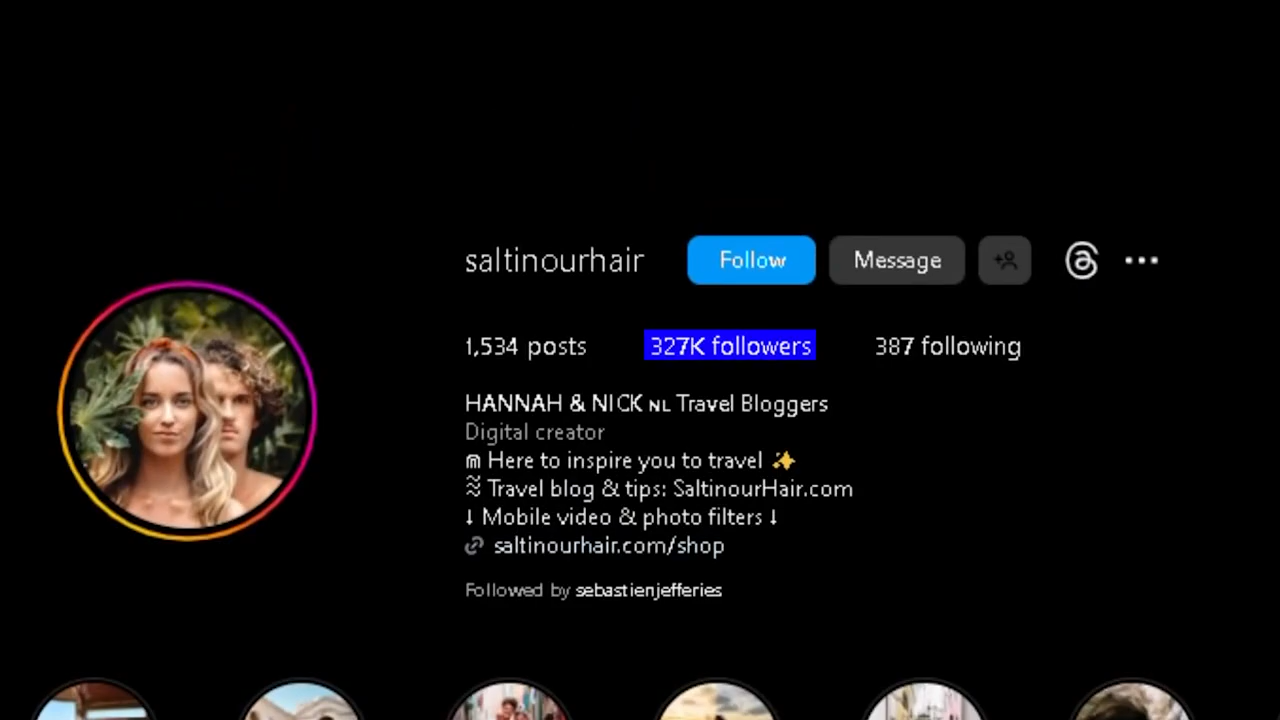 saltinourhair Follow Message
1,534 posts 327K followers 387 following
HANNAH & NICK NL Travel Bloggers
Digital creator
⋒ Here to inspire you to travel ✨
≈ Travel blog & tips: SaltinourHair.com
↓ Mobile video & photo filters ↓
saltinourhair.com/shop
Followed by sebastienjefferies